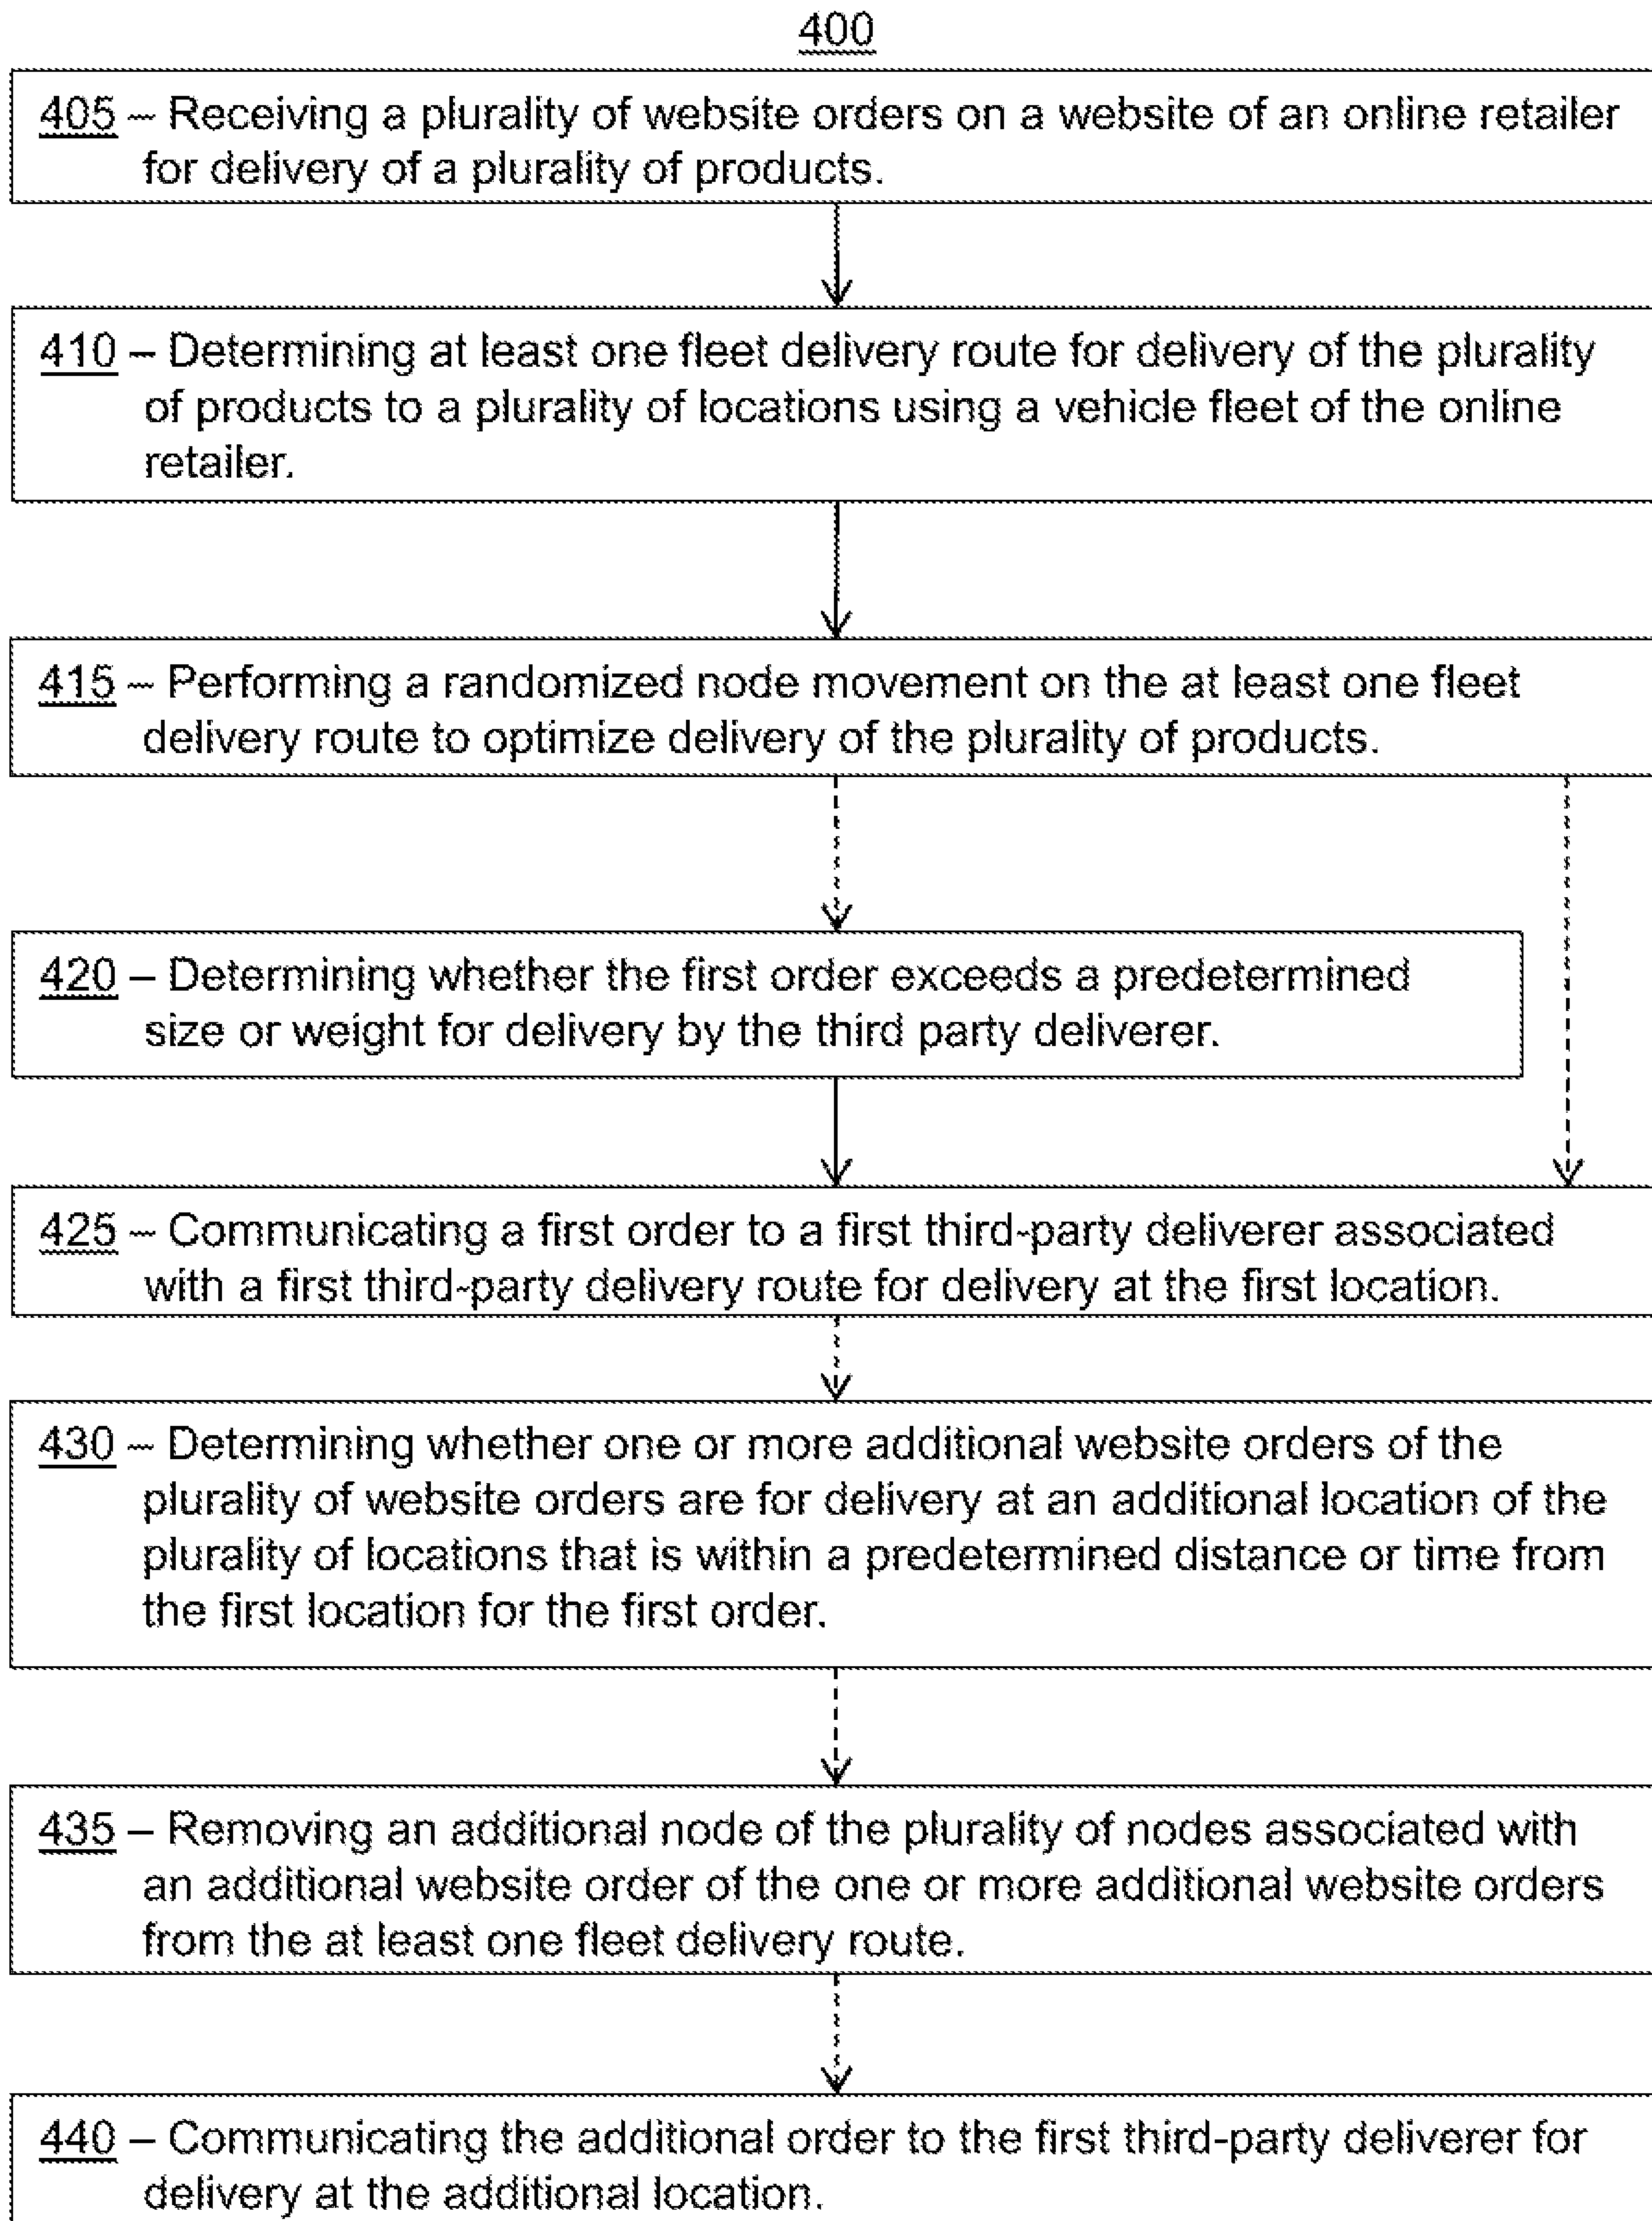 400
405 – Receiving a plurality of website orders on a website of an online retailer
for delivery of a plurality of products.
410 – Determining at least one fleet delivery route for delivery of the plurality
of products to a plurality of locations using a vehicle fleet of the online
retailer.
415 – Performing a randomized node movement on the at least one fleet
delivery route to optimize delivery of the plurality of products.
420 – Determining whether the first order exceeds a predetermined
size or weight for delivery by the third party deliverer.
425 – Communicating a first order to a first third-party deliverer associated
with a first third-party delivery route for delivery at the first location.
430 – Determining whether one or more additional website orders of the
plurality of website orders are for delivery at an additional location of the
plurality of locations that is within a predetermined distance or time from
the first location for the first order.
435 – Removing an additional node of the plurality of nodes associated with
an additional website order of the one or more additional website orders
from the at least one fleet delivery route.
440 – Communicating the additional order to the first third-party deliverer for
delivery at the additional location.